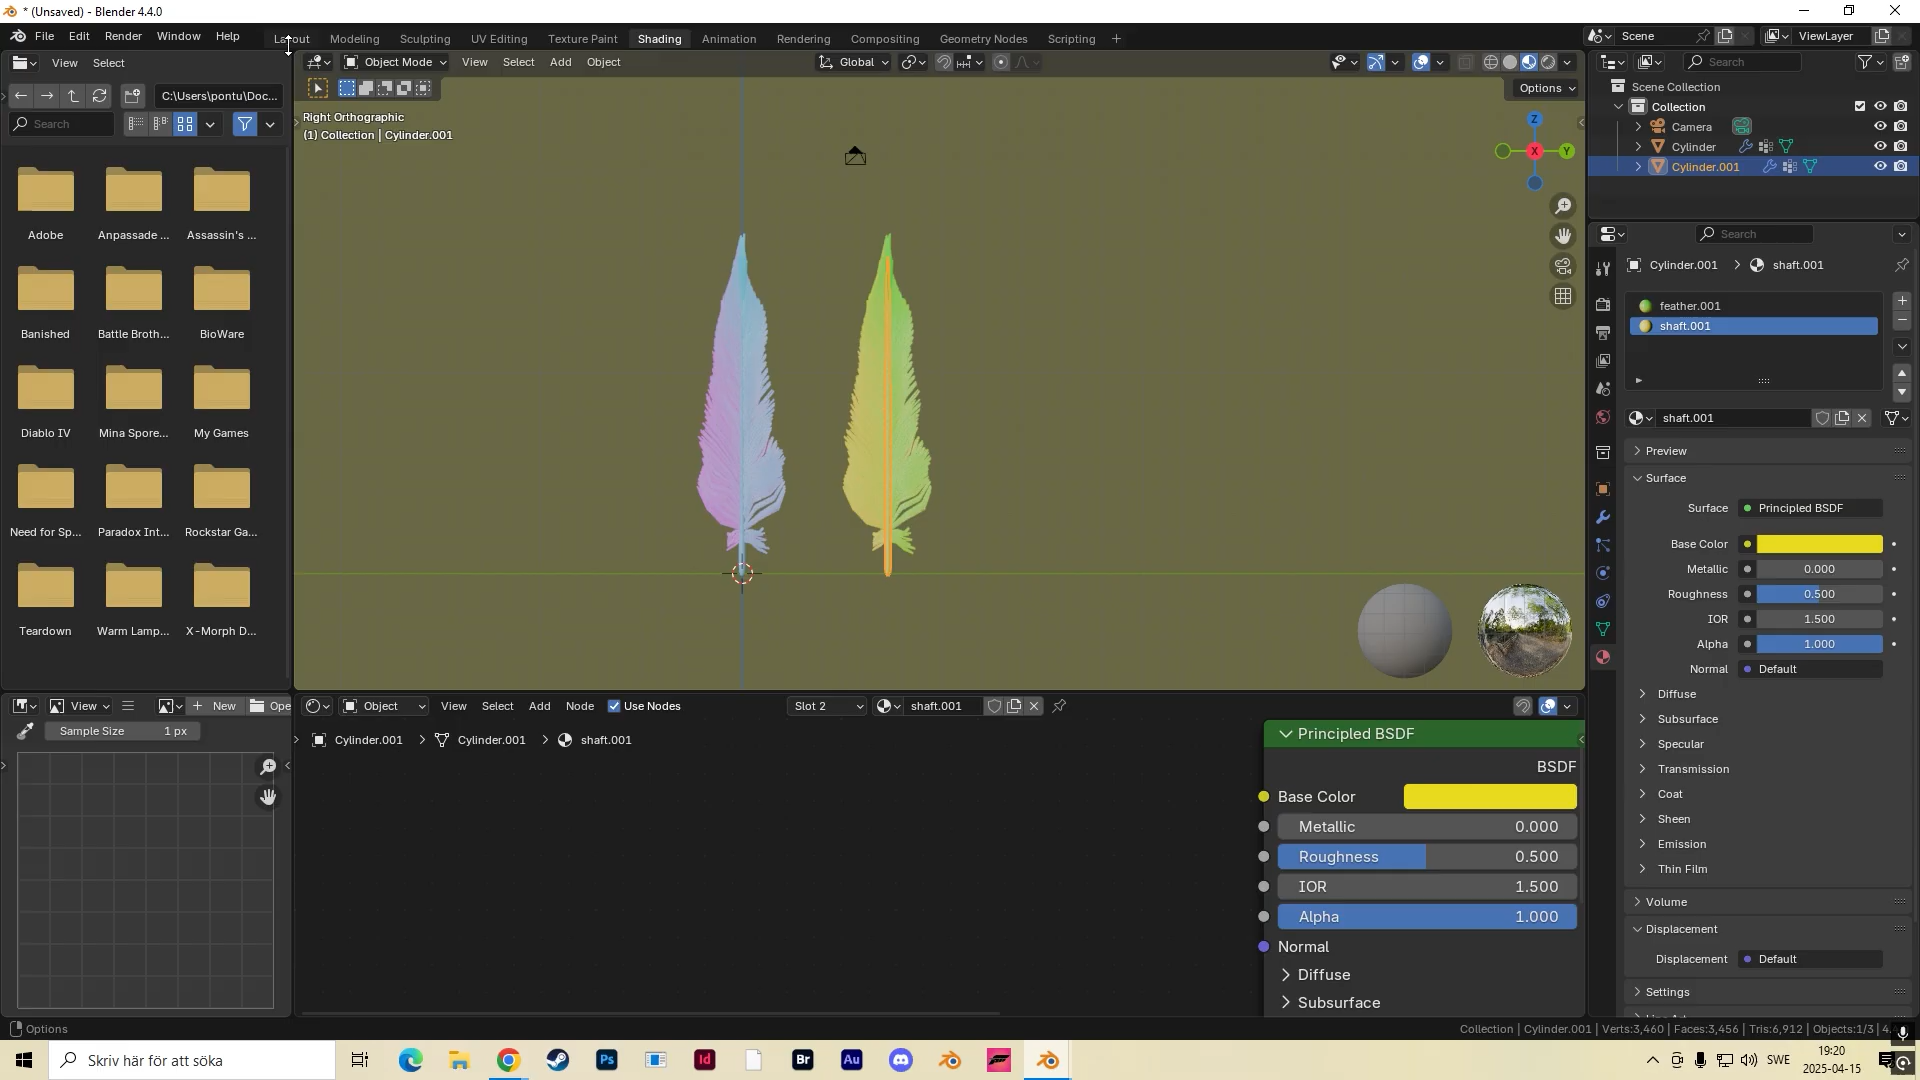 * (Unsaved) - Blender 4.4.0
File Edit Render Window Help
Layout Modeling Sculpting UV Editing Texture Paint Shading Animation Rendering Compositing Geometry Nodes Scripting +
Scene
ViewLayer
View Select
Object Mode View Select Add Object
Global
Search
C:\Users\pontu\Doc...
Options
Search
Right Orthographic
(1) Collection | Cylinder.001
Z
X
Y
Scene Collection
Collection
Camera
Cylinder
Cylinder.001
Adobe
Anpassade ...
Assassin's ...
Banished
Battle Broth...
BioWare
Diablo IV
Mina Spore...
My Games
Need for Sp...
Paradox Int...
Rockstar Ga...
Teardown
Warm Lamp...
X-Morph D...
Search
Cylinder.001 > shaft.001
feather.001
shaft.001
shaft.001
Preview
Surface
Surface Principled BSDF
Base Color
Metallic 0.000
Roughness 0.500
IOR 1.500
Alpha 1.000
Normal Default
Diffuse
Subsurface
Specular
Transmission
Coat
Sheen
Emission
Thin Film
Volume
Displacement
Displacement Default
Settings
View
New
Ope
Sample Size 1 px
Object View Select Add Node Use Nodes
Slot 2
shaft.001
Cylinder.001 > Cylinder.001 > shaft.001
Principled BSDF
BSDF
Base Color
Metallic 0.000
Roughness 0.500
IOR 1.500
Alpha 1.000
Normal
Diffuse
Subsurface
Options
Collection | Cylinder.001 | Verts:3,460 | Faces:3,456 | Tris:6,912 | Objects:1/3 | 4.
Skriv här för att söka
Ps
Id
Br
Au
SWE
19:20
2025-04-15